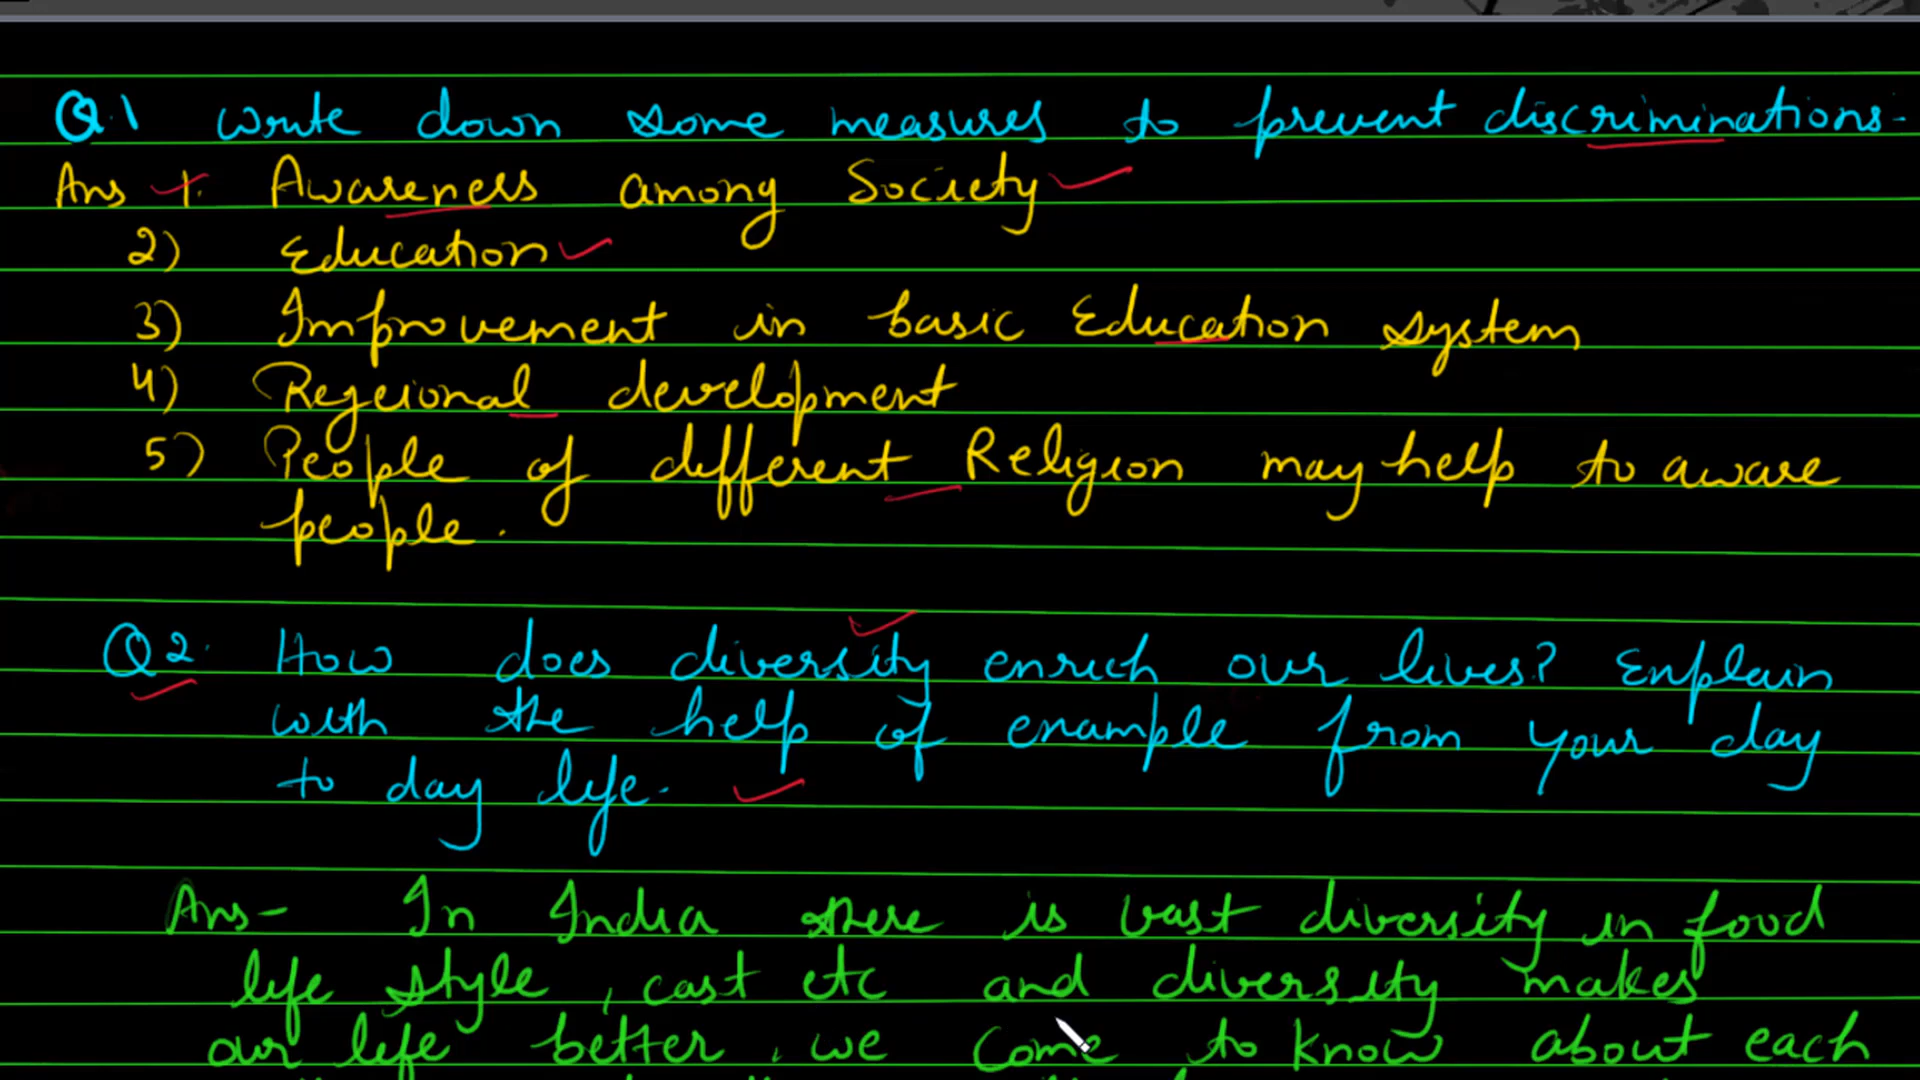 Q.1 write down some measures to prevent discriminations.
Ans 1. Awareness among Society
2) Education
3) Improvement in basic Education system
4) Regeional development
5) People of different Religion may help to aware
people.
Q2. How does diversity enrich our lives? Explain
with the help of example from your day
to day life.
Ans- In India there is vast diversity in food
life style, cast etc and diversity makes
our life better, we come to know about each